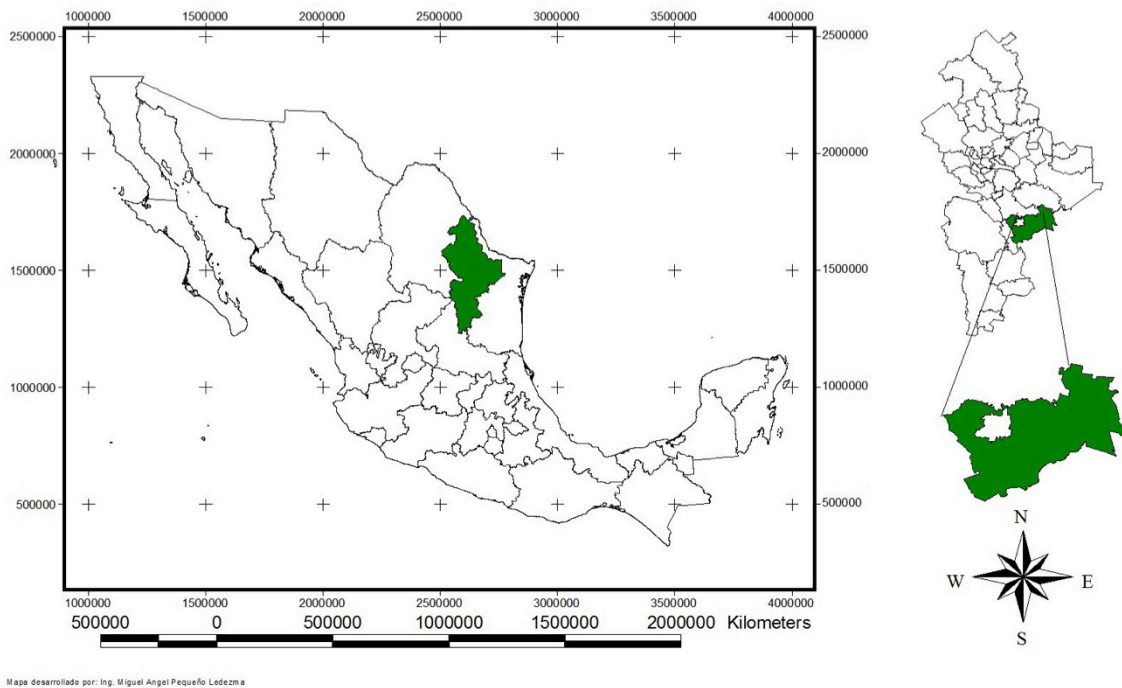 1000000 1500000 2000000 2500000 3000000 3500000 4000000
2500000 2500000
2000000 2000000
1500000 1500000
1000000 1000000
500000 500000
1000000 1500000 2000000 2500000 3000000 3500000 4000000
500000 0 500000 1000000 1500000 2000000 Kilometers
N
W E
S
Mapa desarrollado por: Ing. Miguel Angel Pequeño Ledezma